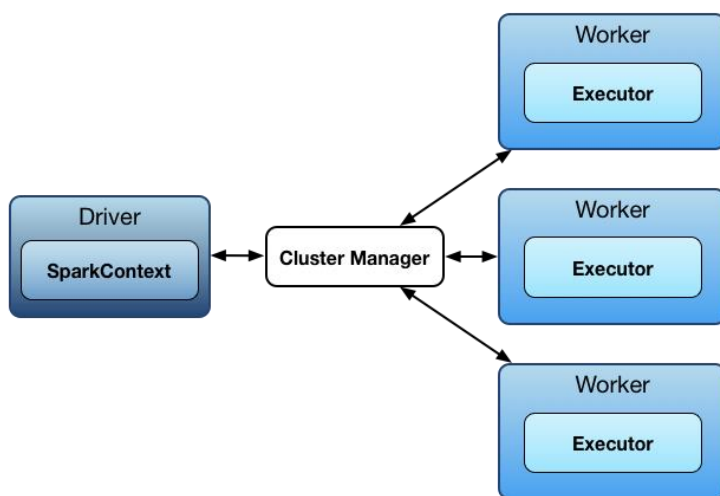 Worker
Executor
Driver
SparkContext
Cluster Manager
Worker
Executor
Worker
Executor